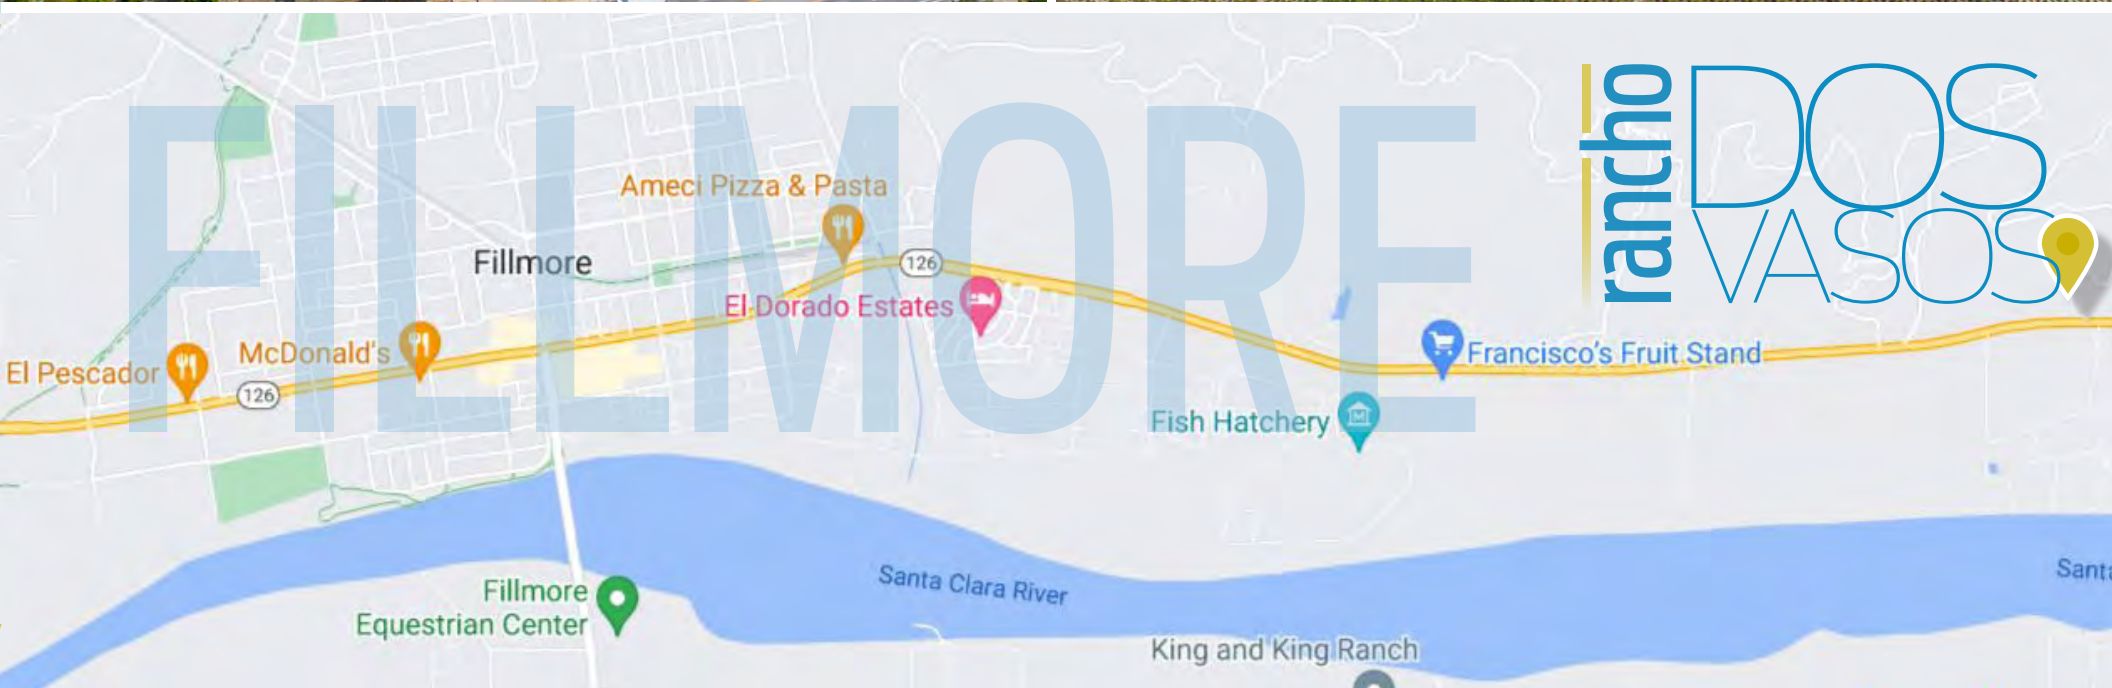 FILLMORE
rancho
DOS
VASOS
Ameci Pizza & Pasta
Fillmore
126
El Dorado Estates
McDonald's
El Pescador
126
Francisco's Fruit Stand
Fish Hatchery
Santa Clara River
Santa
Fillmore
Equestrian Center
King and King Ranch